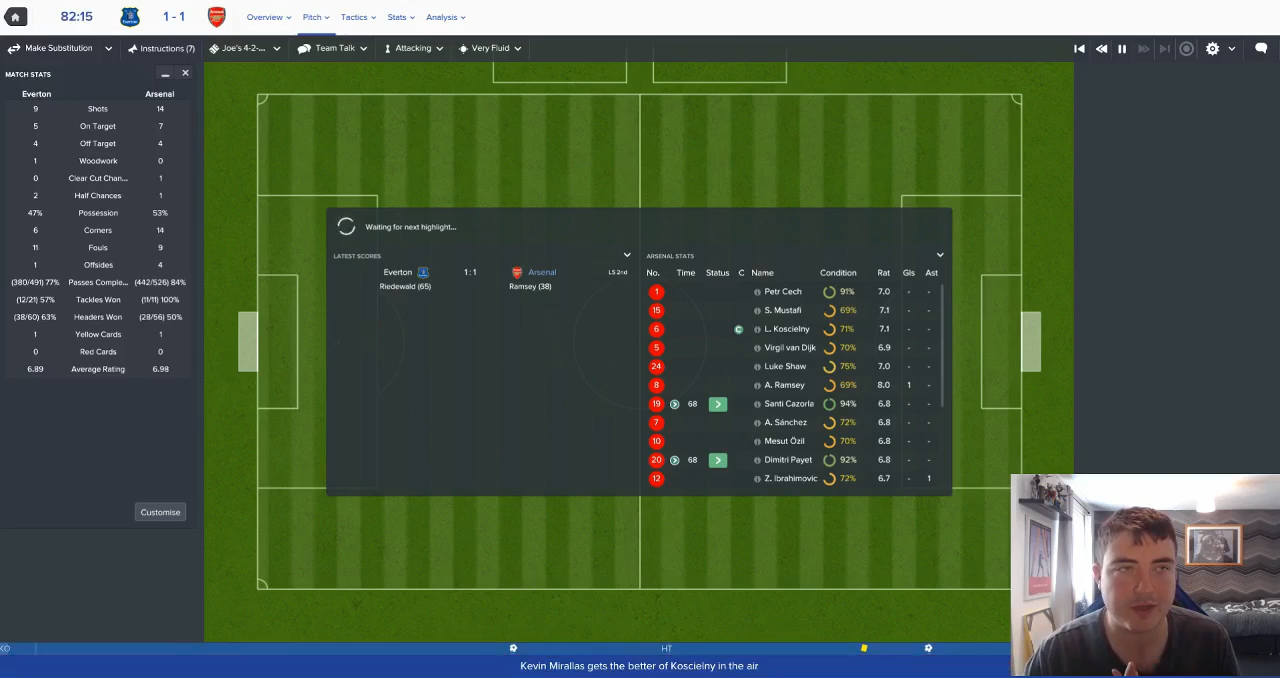 82:15 1 - 1 Overview Pitch Tactics Stats Analysis
Make Substitution Instructions (7) Joe's 4-2-... Team Talk Attacking Very Fluid
MATCH STATS
Everton Arsenal
9 Shots 14
5 On Target 7
4 Off Target 4
1 Woodwork 0
0 Clear Cut Chan... 1
2 Half Chances 1
47% Possession 53%
6 Corners 14
11 Fouls 9
1 Offsides 4
(380/491) 77% Passes Comple... (442/526) 84%
(12/21) 57% Tackles Won (11/11) 100%
(38/60) 63% Headers Won (28/56) 50%
1 Yellow Cards 1
0 Red Cards 0
6.89 Average Rating 6.98
Customise
Waiting for next highlight...
LATEST SCORES
Everton 1 : 1 Arsenal LS 2nd
Riedewald (65) Ramsey (38)
ARSENAL STATS
No. Time Status C Name Condition Rat Gls Ast
1 Petr Cech 91% 7.0 - -
15 S. Mustafi 69% 7.1 - -
6 C L. Koscielny 71% 7.1 - -
5 Virgil van Dijk 70% 6.9 - -
24 Luke Shaw 75% 7.0 - -
8 A. Ramsey 69% 8.0 1 -
19 68 Santi Cazorla 94% 6.8 - -
7 A. Sánchez 72% 6.8 - -
10 Mesut Özil 70% 6.8 - -
20 68 Dimitri Payet 92% 6.8 - -
12 Z. Ibrahimovic 72% 6.7 - 1
KO HT
Kevin Mirallas gets the better of Koscielny in the air